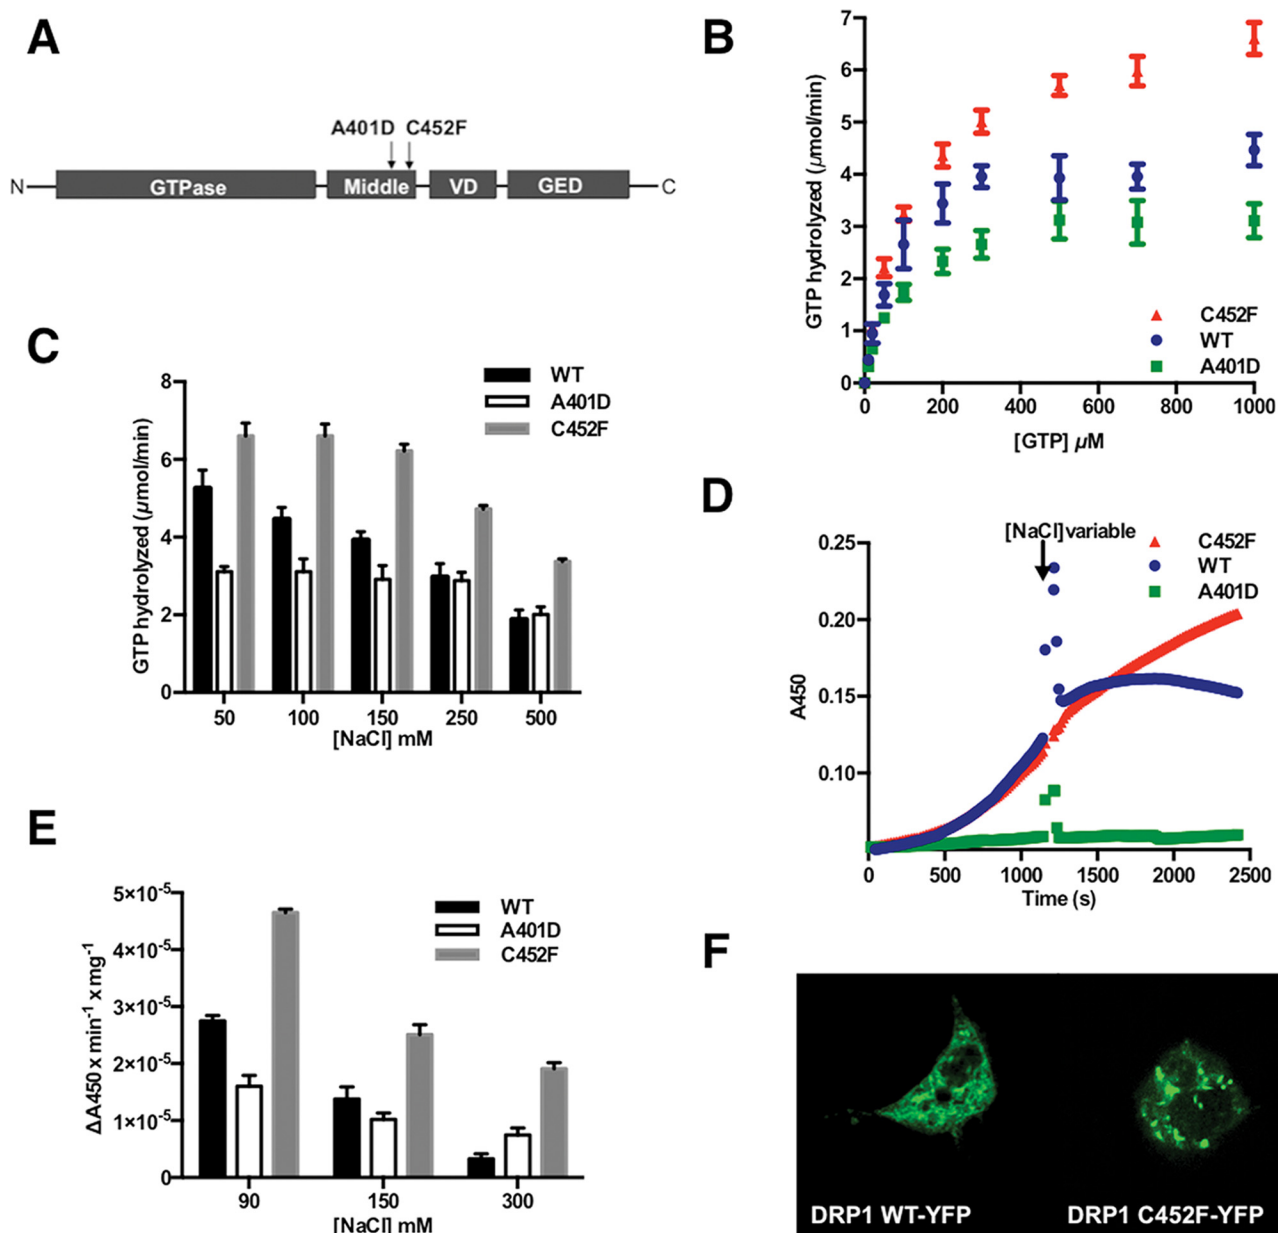 A
A401D C452F
N GTPase Middle VD GED C
B
GTP hydrolyzed (µmol/min)
7
6
5
4
3
2
1
0
C452F
WT
A401D
0 200 400 600 800 1000
[GTP] µM
C
WT
A401D
C452F
GTP hydrolyzed (µmol/min)
8
6
4
2
0
50 100 150 250 500
[NaCl] mM
D
[NaCl]variable
C452F
WT
A401D
A450
0.25
0.20
0.15
0.10
0 500 1000 1500 2000 2500
Time (s)
E
WT
A401D
C452F
ΔA450 x min⁻¹ x mg⁻¹
5×10⁻⁵
4×10⁻⁵
3×10⁻⁵
2×10⁻⁵
1×10⁻⁵
0
90 150 300
[NaCl] mM
F
DRP1 WT-YFP DRP1 C452F-YFP